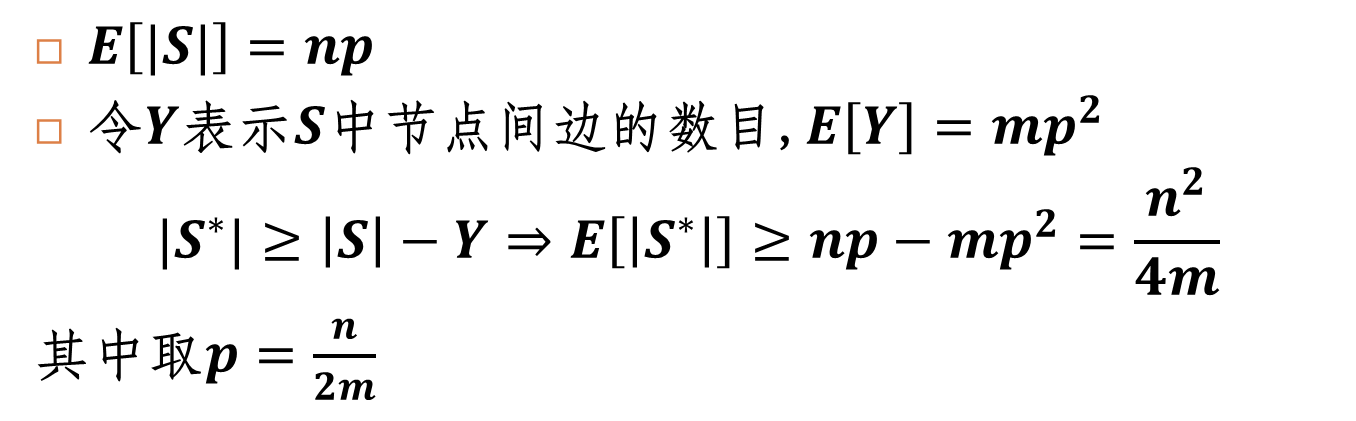 □ E[|S|] = np
□ 令Y表示S中节点间边的数目, E[Y] = mp²
|S*| ≥ |S| − Y ⇒ E[|S*|] ≥ np − mp² = n²/4m
其中取p = n/2m